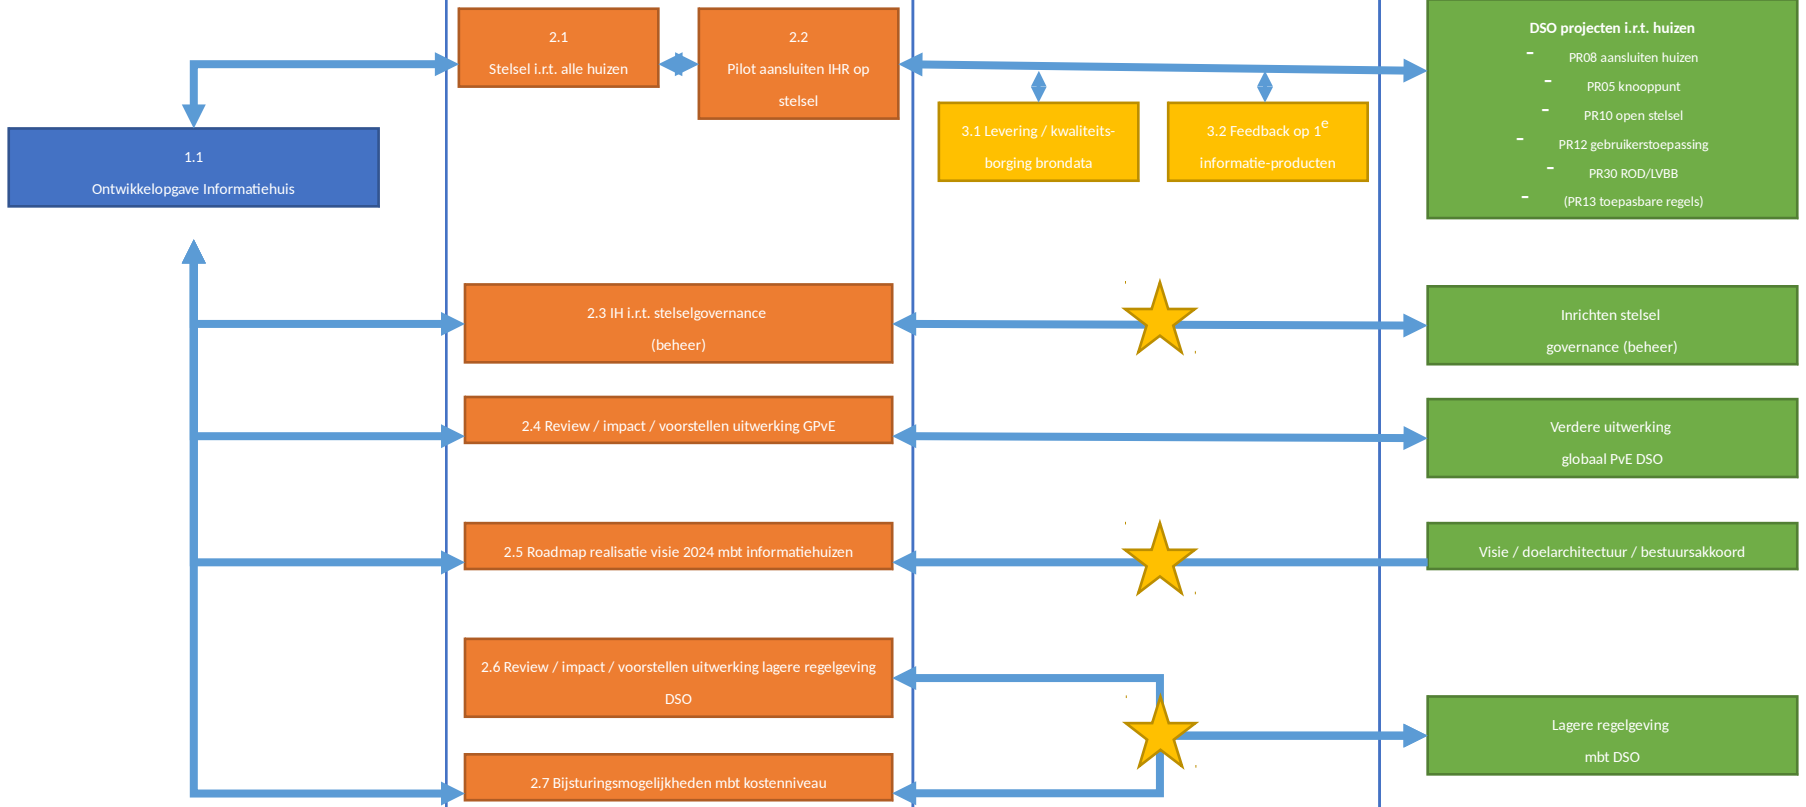 2.1
Stelsel i.r.t. alle huizen
2.2
Pilot aansluiten IHR op
stelsel
DSO projecten i.r.t. huizen
- PR08 aansluiten huizen
- PR05 knooppunt
- PR10 open stelsel
- PR12 gebruikerstoepassing
- PR30 ROD/LVBB
- (PR13 toepasbare regels)
3.1 Levering / kwaliteits-
borging brondata
3.2 Feedback op 1e
informatie-producten
1.1
Ontwikkelopgave Informatiehuis
2.3 IH i.r.t. stelselgovernance
(beheer)
Inrichten stelsel
governance (beheer)
2.4 Review / impact / voorstellen uitwerking GPvE
Verdere uitwerking
globaal PvE DSO
2.5 Roadmap realisatie visie 2024 mbt informatiehuizen
Visie / doelarchitectuur / bestuursakkoord
2.6 Review / impact / voorstellen uitwerking lagere regelgeving
DSO
Lagere regelgeving
mbt DSO
2.7 Bijsturingsmogelijkheden mbt kostenniveau